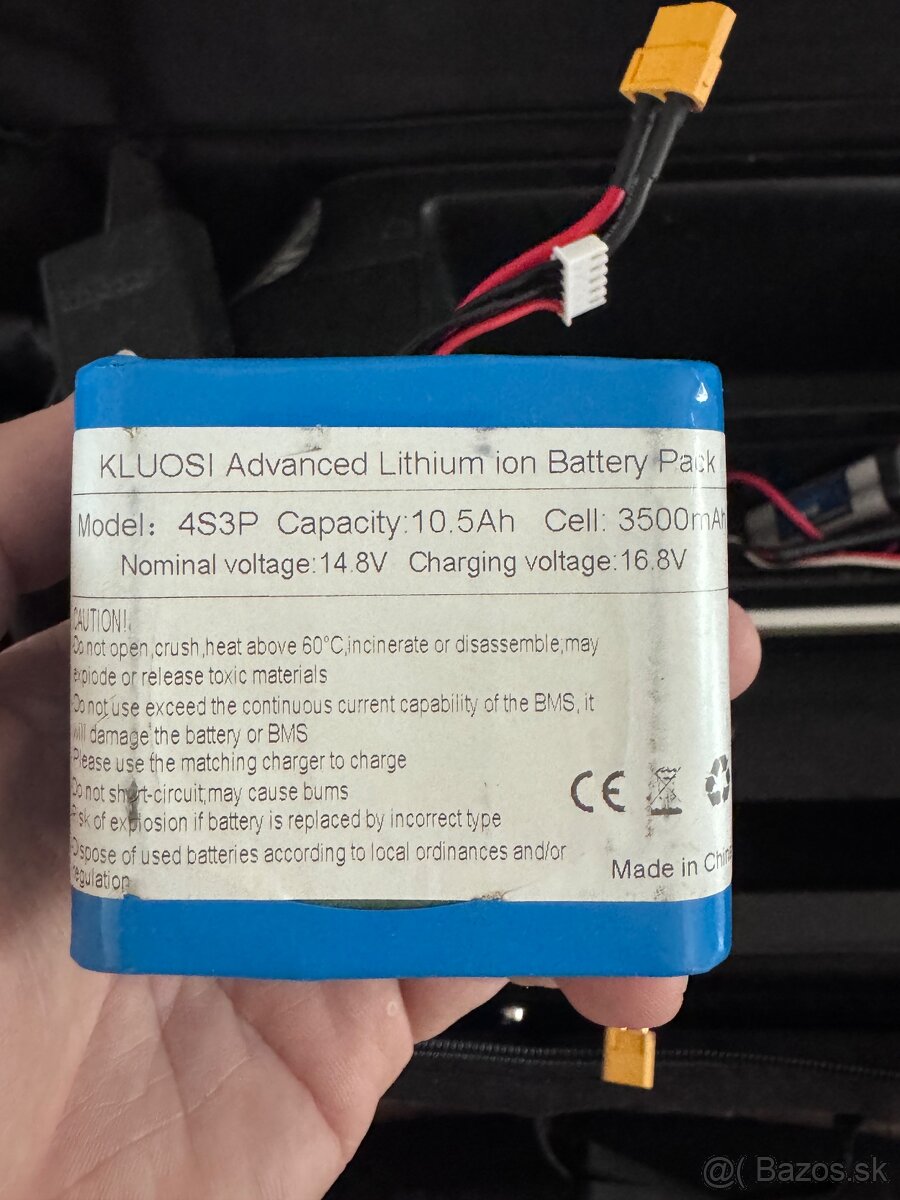 KLUOSI Advanced Lithium ion Battery Pack
Model: 4S3P Capacity:10.5Ah Cell: 3500mAh
Nominal voltage:14.8V Charging voltage:16.8V
CAUTION!
Do not open,crush,heat above 60°C,incinerate or disassemble,may
explode or release toxic materials
Do not use exceed the continuous current capability of the BMS, it
will damage the battery or BMS
Please use the matching charger to charge
Do not short-circuit,may cause burns
Risk of explosion if battery is replaced by incorrect type
Dispose of used batteries according to local ordinances and/or
regulation
CE
Made in China
@( Bazos.sk